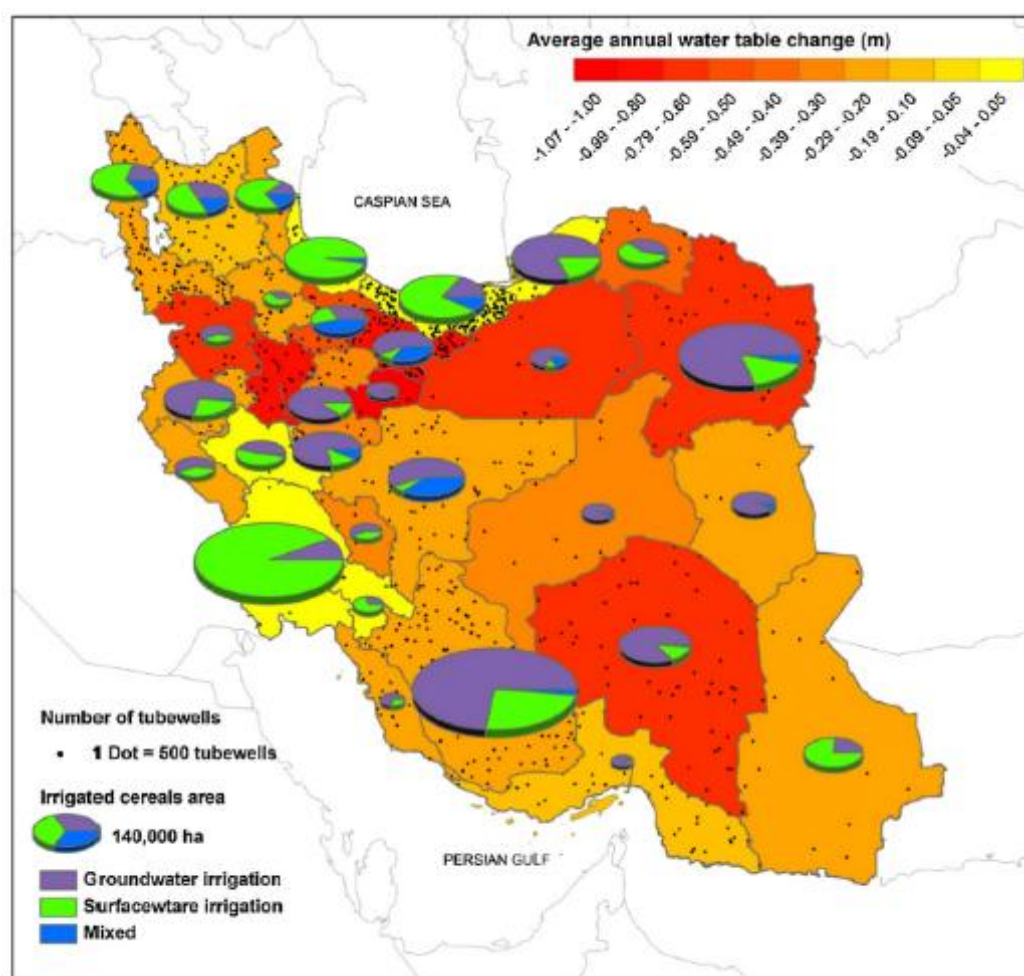 Average annual water table change (m)
-1.07 - -1.00
-0.99 - -0.80
-0.79 - -0.60
-0.59 - -0.50
-0.49 - -0.40
-0.39 - -0.30
-0.29 - -0.20
-0.19 - -0.10
-0.09 - -0.05
-0.04 - 0.05
CASPIAN SEA
Number of tubewells
1 Dot = 500 tubewells
Irrigated cereals area
140,000 ha
PERSIAN GULF
Groundwater irrigation
Surfacewtare irrigation
Mixed